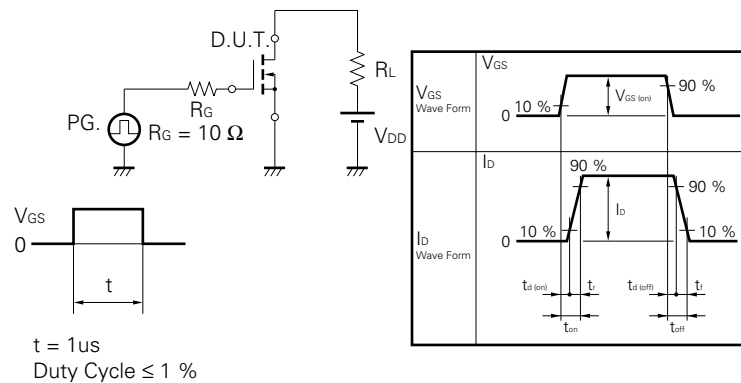 D.U.T.
RL
RG
PG.
RG = 10 Ω
VDD
VGS
0
t
t = 1us
Duty Cycle ≤ 1 %
VGS
Wave Form
VGS
10 %
VGS (on)
90 %
0
ID
Wave Form
ID
90 %
90 %
ID
10 %
10 %
0
td (on)
tr
td (off)
tf
ton
toff